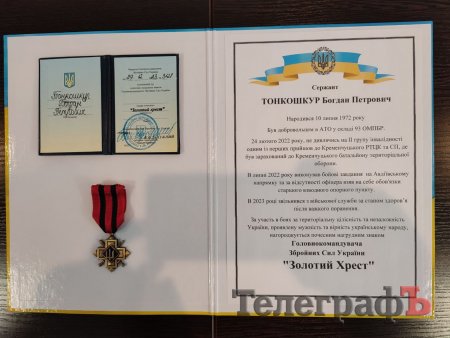 Тонкошкур
Богдан
Петрович
"Золотий хрест"
Сержант
ТОНКОШКУР Богдан Петрович
Народився 10 липня 1972 року
Був добровольцем в АТО у складі 93 ОМПБР.
24 лютого 2022 року, не дивлячись на ІІ групу інвалідності
одним із перших прийшов до Кременчуцького РТЦК та СП, де
був зарахований до Кременчуцького батальйону територіальної
оборони.
В липні 2022 року виконував бойові завдання на Авдіївському
напрямку та за відсутності офіцера взяв на себе обов'язки
старшого взводного опорного пункту.
В 2023 році звільнився з військової служби за станом здоров'я
після важкого поранення.
За участь в боях за територіальну цілісність та незалежність
України, проявлену мужність та вірність українському народу,
нагороджується почесним нагрудним знаком
Головнокомандувача
Збройних Сил України
"Золотий Хрест"
ТелеграфЪ